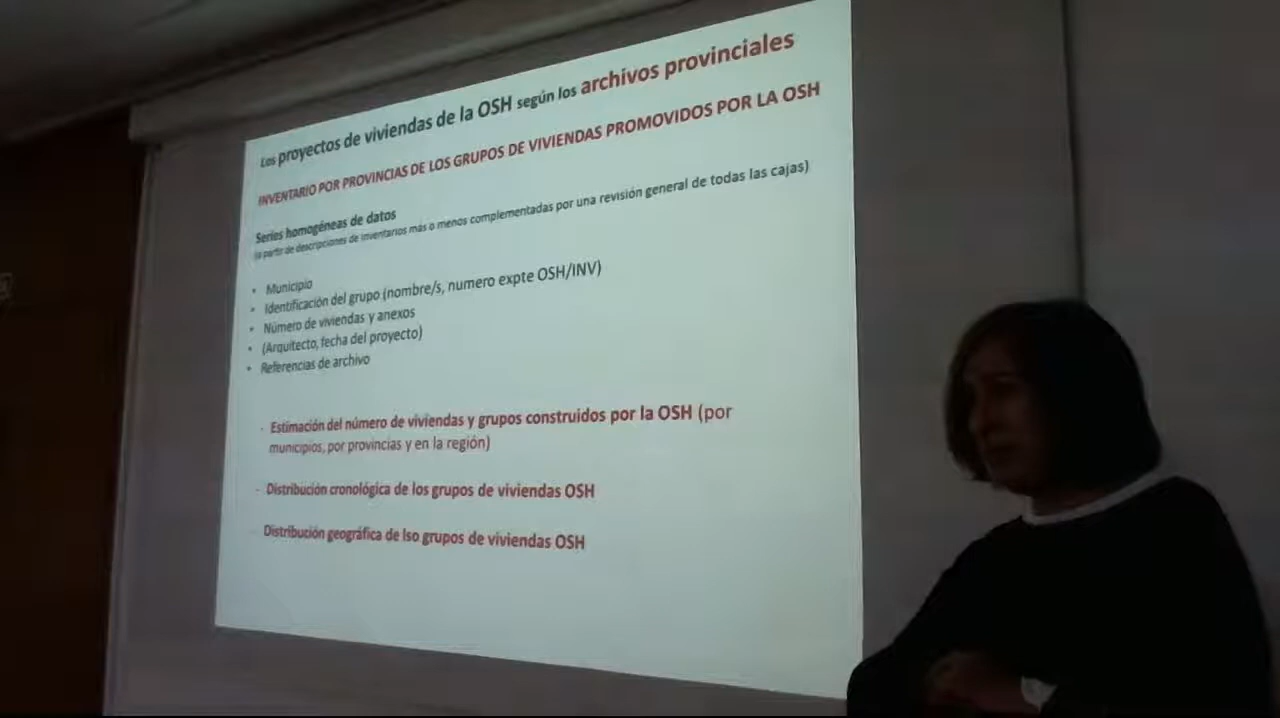 Los proyectos de viviendas de la OSH según los archivos provinciales
INVENTARIO POR PROVINCIAS DE LOS GRUPOS DE VIVIENDAS PROMOVIDOS POR LA OSH
Series homogéneas de datos
(a partir de descripciones de inventarios más o menos complementadas por una revisión general de todas las cajas)
• Municipio
• Identificación del grupo (nombre/s, numero expte OSH/INV)
• Número de viviendas y anexos
• (Arquitecto, fecha del proyecto)
• Referencias de archivo
- Estimación del número de viviendas y grupos construidos por la OSH (por
municipios, por provincias y en la región)
- Distribución cronológica de los grupos de viviendas OSH
- Distribución geográfica de lso grupos de viviendas OSH